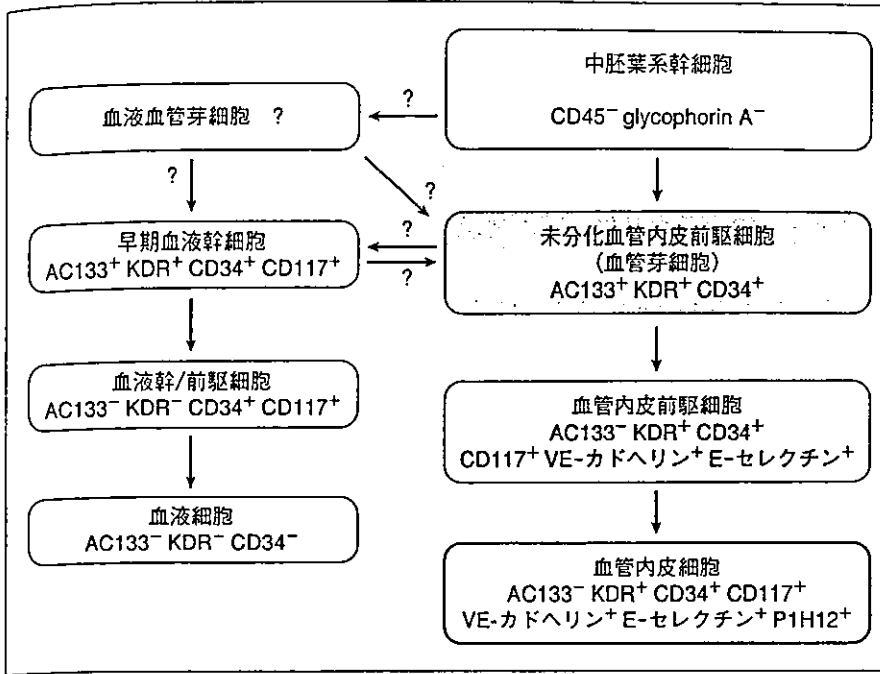 中胚葉系幹細胞
CD45⁻ glycophorin A⁻
?
血液血管芽細胞 ?
?
?
早期血液幹細胞
AC133⁺ KDR⁺ CD34⁺ CD117⁺
?
?
未分化血管内皮前駆細胞
(血管芽細胞)
AC133⁺ KDR⁺ CD34⁺
血液幹/前駆細胞
AC133⁻ KDR⁻ CD34⁺ CD117⁺
血管内皮前駆細胞
AC133⁻ KDR⁺ CD34⁺
CD117⁺ VE-カドヘリン⁺ E-セレクチン⁺
血液細胞
AC133⁻ KDR⁻ CD34⁻
血管内皮細胞
AC133⁻ KDR⁺ CD34⁺ CD117⁺
VE-カドヘリン⁺ E-セレクチン⁺ P1H12⁺